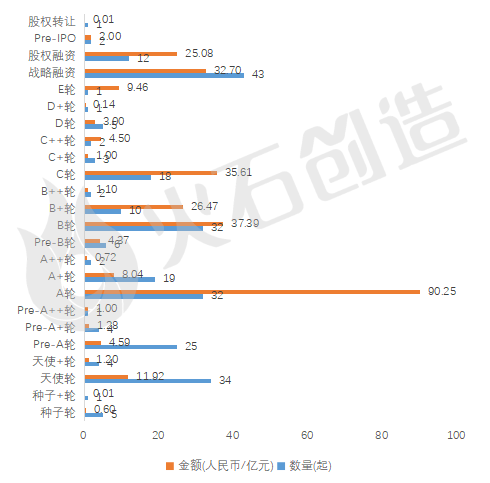 股权转让 0.01 1
Pre-IPO 2.00 2
股权融资 25.08 12
战略融资 32.70 43
E轮 9.46 1
D+轮 0.14 1
D轮 3.00 5
C++轮 4.50 2
C+轮 1.00 3
C轮 35.61 18
B++轮 1.10 2
B+轮 26.47 10
B轮 37.39 32
Pre-B轮 4.37 6
A++轮 0.72 2
A+轮 8.04 19
A轮 90.25 32
Pre-A++轮 1.00 1
Pre-A+轮 1.28 4
Pre-A轮 4.59 25
天使+轮 1.20 4
天使轮 11.92 34
种子+轮 0.01 1
种子轮 0.60 5
0 20 40 60 80 100
金额(人民币/亿元) 数量(起)
火石创造